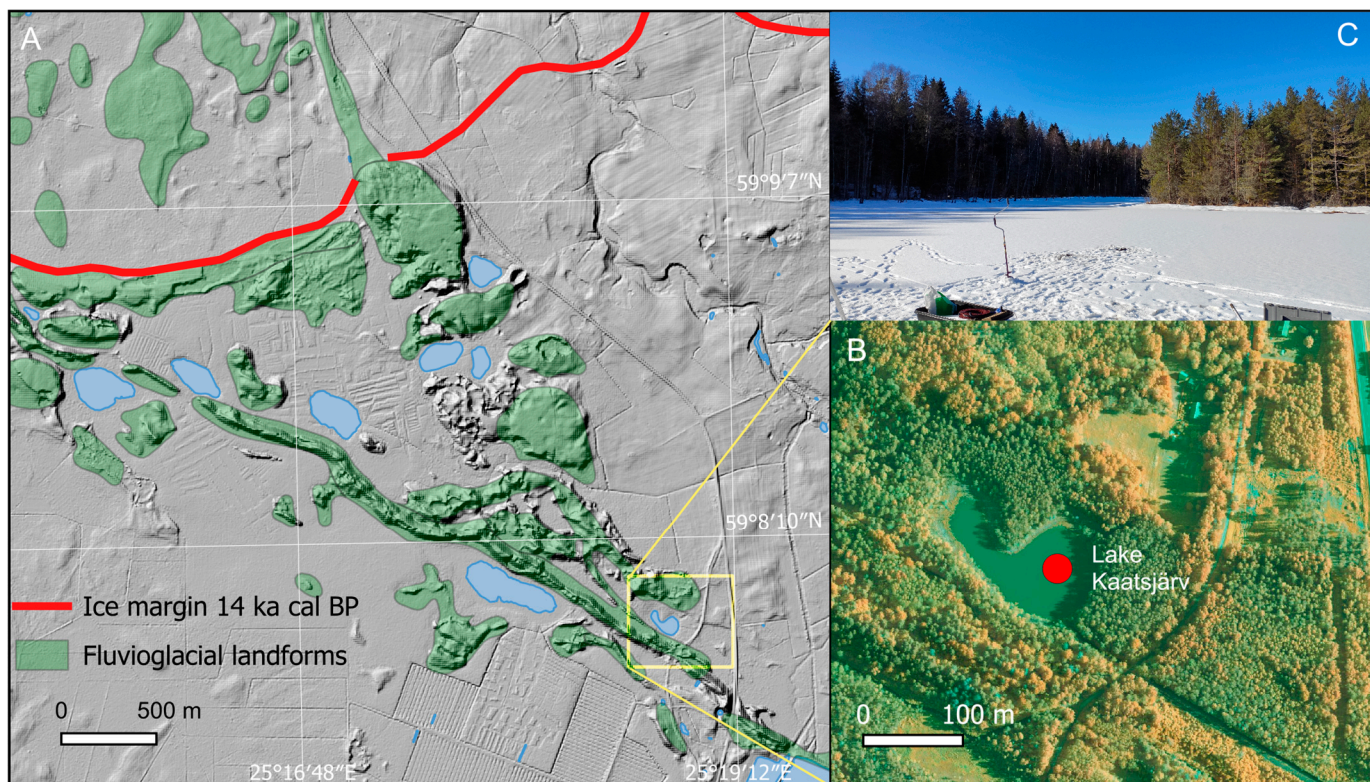 A
59°9′7″N
59°8′10″N
Ice margin 14 ka cal BP
Fluvioglacial landforms
0 500 m
25°16′48″E
25°19′12″E
C
B
Lake
Kaatsjärv
0 100 m